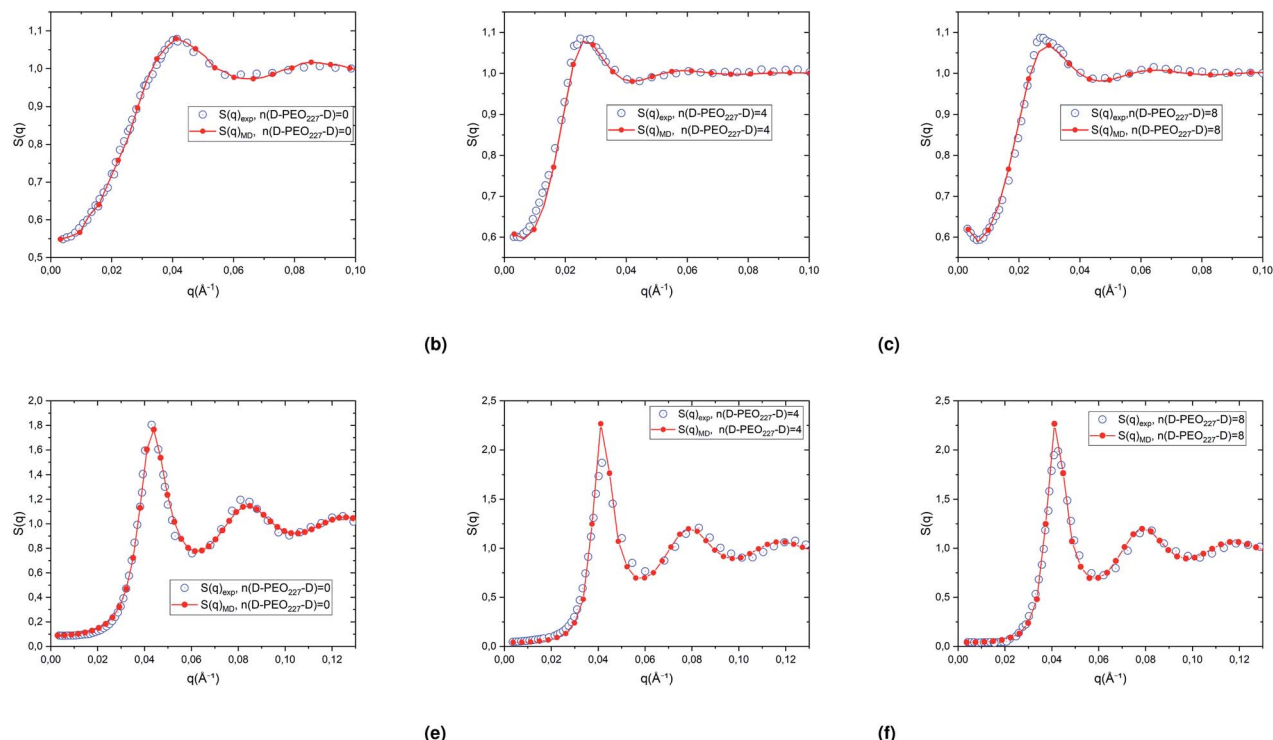 1,1
1,0
0,9
0,8
0,7
0,6
0,5
S(q)
S(q)exp, n(D-PEO227-D)=0
S(q)MD, n(D-PEO227-D)=0
0,00 0,02 0,04 0,06 0,08 0,10
q(Å⁻¹)
1,1
1,0
0,9
0,8
0,7
0,6
S(q)
S(q)exp, n(D-PEO227-D)=4
S(q)MD, n(D-PEO227-D)=4
0,00 0,02 0,04 0,06 0,08 0,10
q(Å⁻¹)
1,1
1,0
0,9
0,8
0,7
0,6
S(q)
S(q)exp,n(D-PEO227-D)=8
S(q)MD, n(D-PEO227-D)=8
0,00 0,02 0,04 0,06 0,08 0,10
q(Å⁻¹)
(b)
(c)
2,0
1,8
1,6
1,4
1,2
1,0
0,8
0,6
0,4
0,2
0,0
S(q)
S(q)exp, n(D-PEO227-D)=0
S(q)MD, n(D-PEO227-D)=0
0,00 0,02 0,04 0,06 0,08 0,10 0,12
q(Å⁻¹)
2,5
2,0
1,5
1,0
0,5
0,0
S(q)
S(q)exp, n(D-PEO227-D)=4
S(q)MD, n(D-PEO227-D)=4
0,00 0,02 0,04 0,06 0,08 0,10 0,12
q(Å⁻¹)
2,5
2,0
1,5
1,0
0,5
0,0
S(q)
S(q)exp, n(D-PEO227-D)=8
S(q)MD, n(D-PEO227-D)=8
0,00 0,02 0,04 0,06 0,08 0,10 0,12
q(Å⁻¹)
(e)
(f)